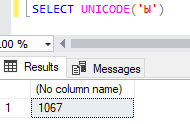 SELECT UNICODE('Ы')
00 %
Results Messages
(No column name)
1 1067